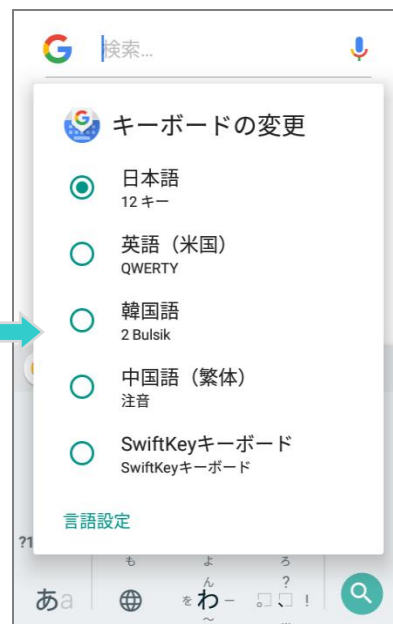 検索...
キーボードの変更
日本語
12 キー
英語（米国）
QWERTY
韓国語
2 Bulsik
中国語（繁体）
注音
SwiftKeyキーボード
SwiftKeyキーボード
言語設定
?1
も よ ろ
ん ?
あa を わ ー 、 !
～ ...